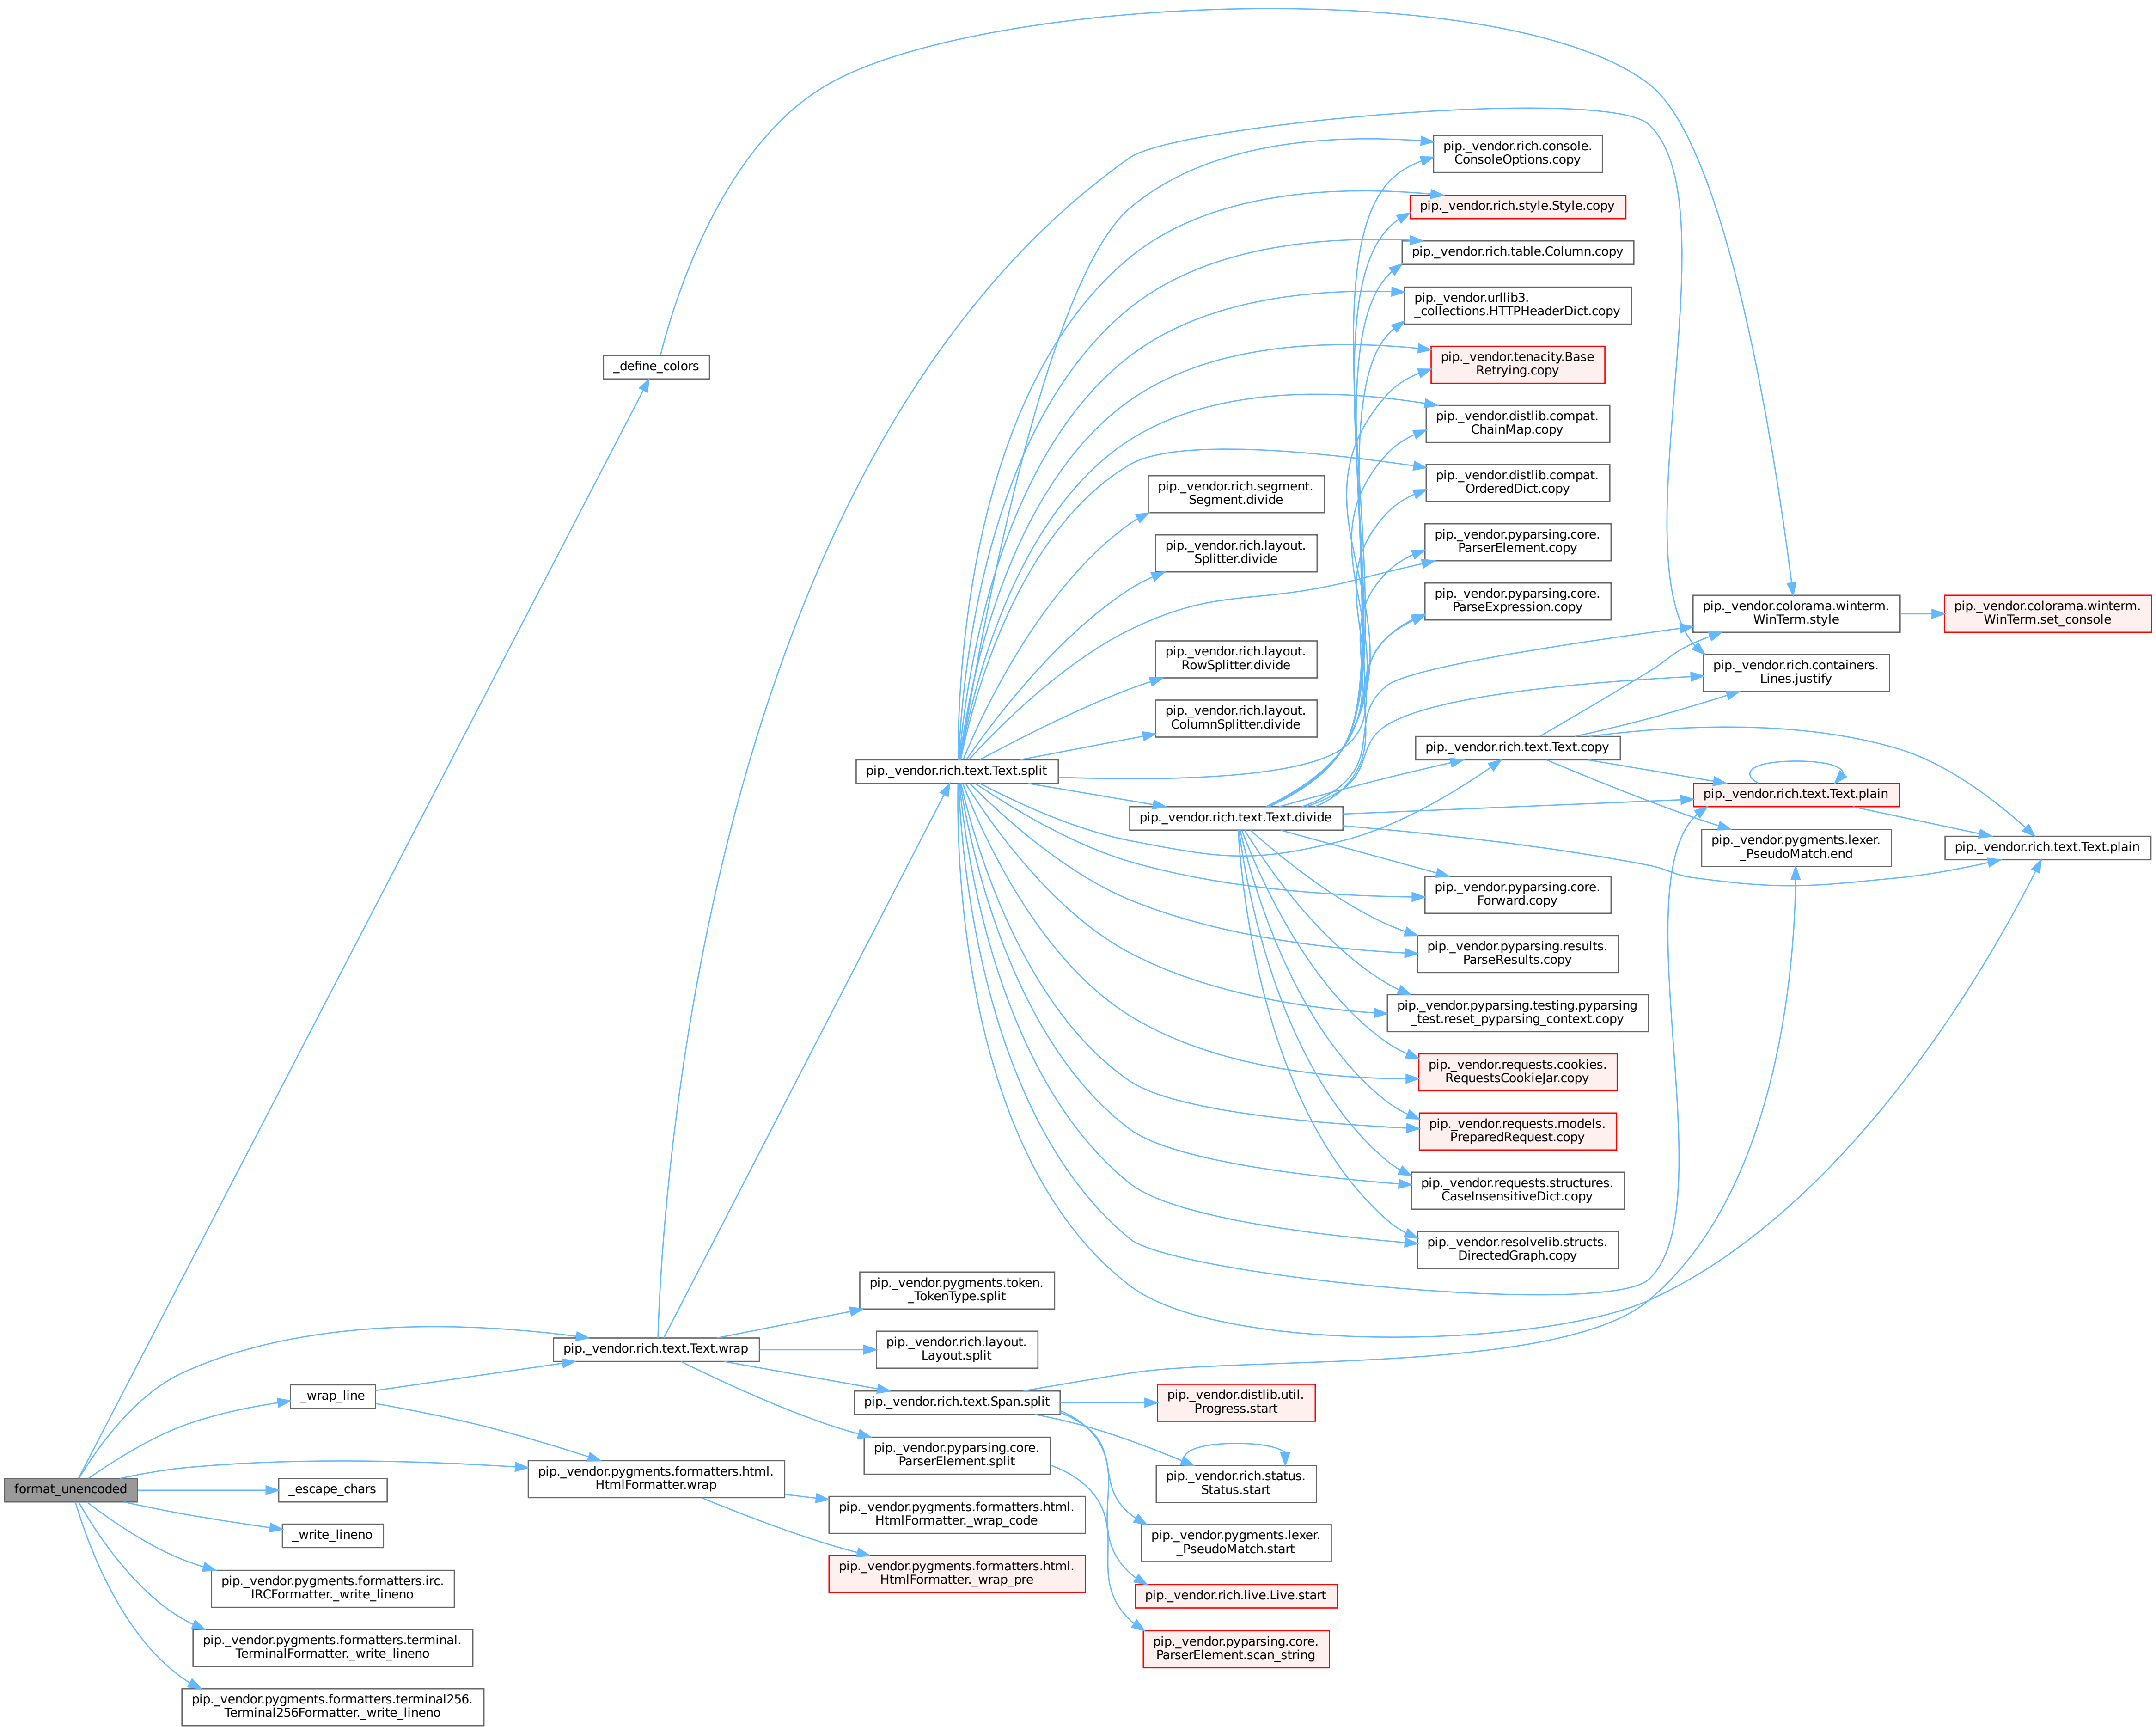 format_unencoded
_define_colors
_wrap_line
_escape_chars
_write_lineno
pip._vendor.pygments.formatters.irc.
IRCFormatter._write_lineno
pip._vendor.pygments.formatters.terminal.
TerminalFormatter._write_lineno
pip._vendor.pygments.formatters.terminal256.
Terminal256Formatter._write_lineno
pip._vendor.rich.text.Text.wrap
pip._vendor.pygments.formatters.html.
HtmlFormatter.wrap
pip._vendor.rich.text.Text.split
pip._vendor.pygments.token.
_TokenType.split
pip._vendor.rich.layout.
Layout.split
pip._vendor.rich.text.Span.split
pip._vendor.pyparsing.core.
ParserElement.split
pip._vendor.pygments.formatters.html.
HtmlFormatter._wrap_code
pip._vendor.pygments.formatters.html.
HtmlFormatter._wrap_pre
pip._vendor.rich.segment.
Segment.divide
pip._vendor.rich.layout.
Splitter.divide
pip._vendor.rich.layout.
RowSplitter.divide
pip._vendor.rich.layout.
ColumnSplitter.divide
pip._vendor.rich.text.Text.divide
pip._vendor.distlib.util.
Progress.start
pip._vendor.rich.status.
Status.start
pip._vendor.pygments.lexer.
_PseudoMatch.start
pip._vendor.rich.live.Live.start
pip._vendor.pyparsing.core.
ParserElement.scan_string
pip._vendor.rich.console.
ConsoleOptions.copy
pip._vendor.rich.style.Style.copy
pip._vendor.rich.table.Column.copy
pip._vendor.urllib3.
_collections.HTTPHeaderDict.copy
pip._vendor.tenacity.Base
Retrying.copy
pip._vendor.distlib.compat.
ChainMap.copy
pip._vendor.distlib.compat.
OrderedDict.copy
pip._vendor.pyparsing.core.
ParserElement.copy
pip._vendor.pyparsing.core.
ParseExpression.copy
pip._vendor.rich.text.Text.copy
pip._vendor.pyparsing.core.
Forward.copy
pip._vendor.pyparsing.results.
ParseResults.copy
pip._vendor.pyparsing.testing.pyparsing
_test.reset_pyparsing_context.copy
pip._vendor.requests.cookies.
RequestsCookieJar.copy
pip._vendor.requests.models.
PreparedRequest.copy
pip._vendor.requests.structures.
CaseInsensitiveDict.copy
pip._vendor.resolvelib.structs.
DirectedGraph.copy
pip._vendor.colorama.winterm.
WinTerm.style
pip._vendor.rich.containers.
Lines.justify
pip._vendor.rich.text.Text.plain
pip._vendor.pygments.lexer.
_PseudoMatch.end
pip._vendor.colorama.winterm.
WinTerm.set_console
pip._vendor.rich.text.Text.plain